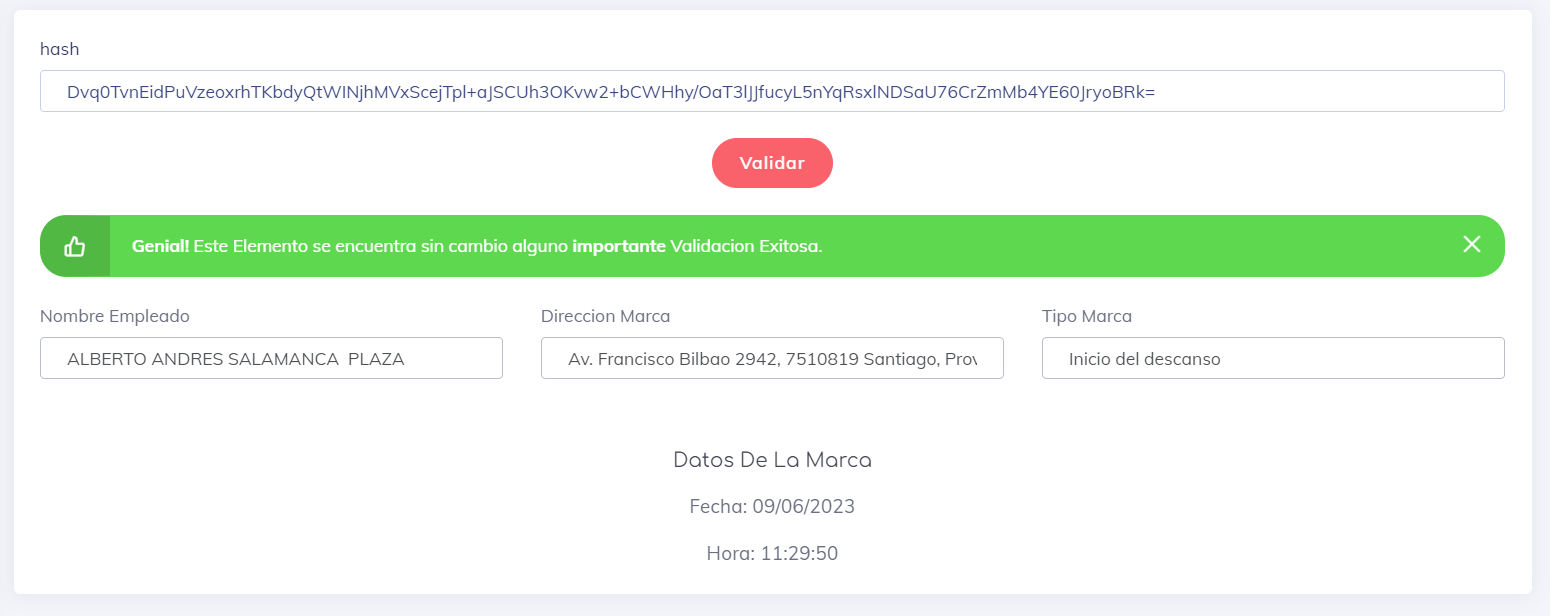 hash
Dvq0TvnEidPuVzeoxrhTKbdyQtWINjhMVxScejTpl+aJSCUh3OKvw2+bCWHhy/OaT3lJJfucyL5nYqRsxlNDSaU76CrZmMb4YE60JryoBRk=
Validar
Genial! Este Elemento se encuentra sin cambio alguno importante Validacion Exitosa.
Nombre Empleado Direccion Marca Tipo Marca
ALBERTO ANDRES SALAMANCA  PLAZA Av. Francisco Bilbao 2942, 7510819 Santiago, Prov Inicio del descanso
Datos De La Marca
Fecha: 09/06/2023
Hora: 11:29:50